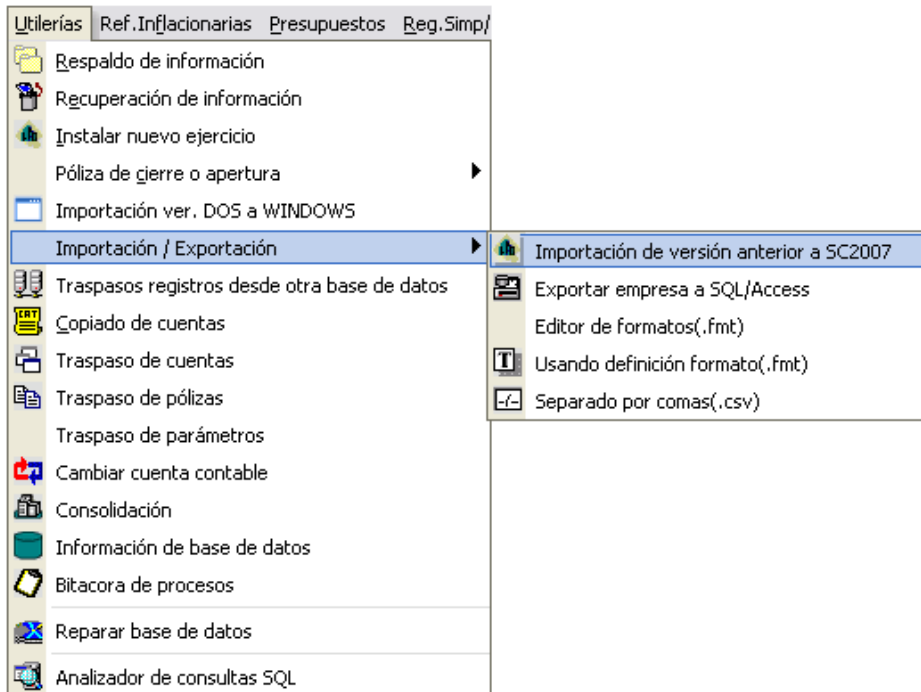 Utilerías Ref.Inflacionarias Presupuestos Reg.Simp/
Respaldo de información
Recuperación de información
Instalar nuevo ejercicio
Póliza de cierre o apertura
Importación ver. DOS a WINDOWS
Importación / Exportación
Importación de versión anterior a SC2007
Exportar empresa a SQL/Access
Editor de formatos(.fmt)
Usando definición formato(.fmt)
Separado por comas(.csv)
Traspasos registros desde otra base de datos
Copiado de cuentas
Traspaso de cuentas
Traspaso de pólizas
Traspaso de parámetros
Cambiar cuenta contable
Consolidación
Información de base de datos
Bitacora de procesos
Reparar base de datos
Analizador de consultas SQL